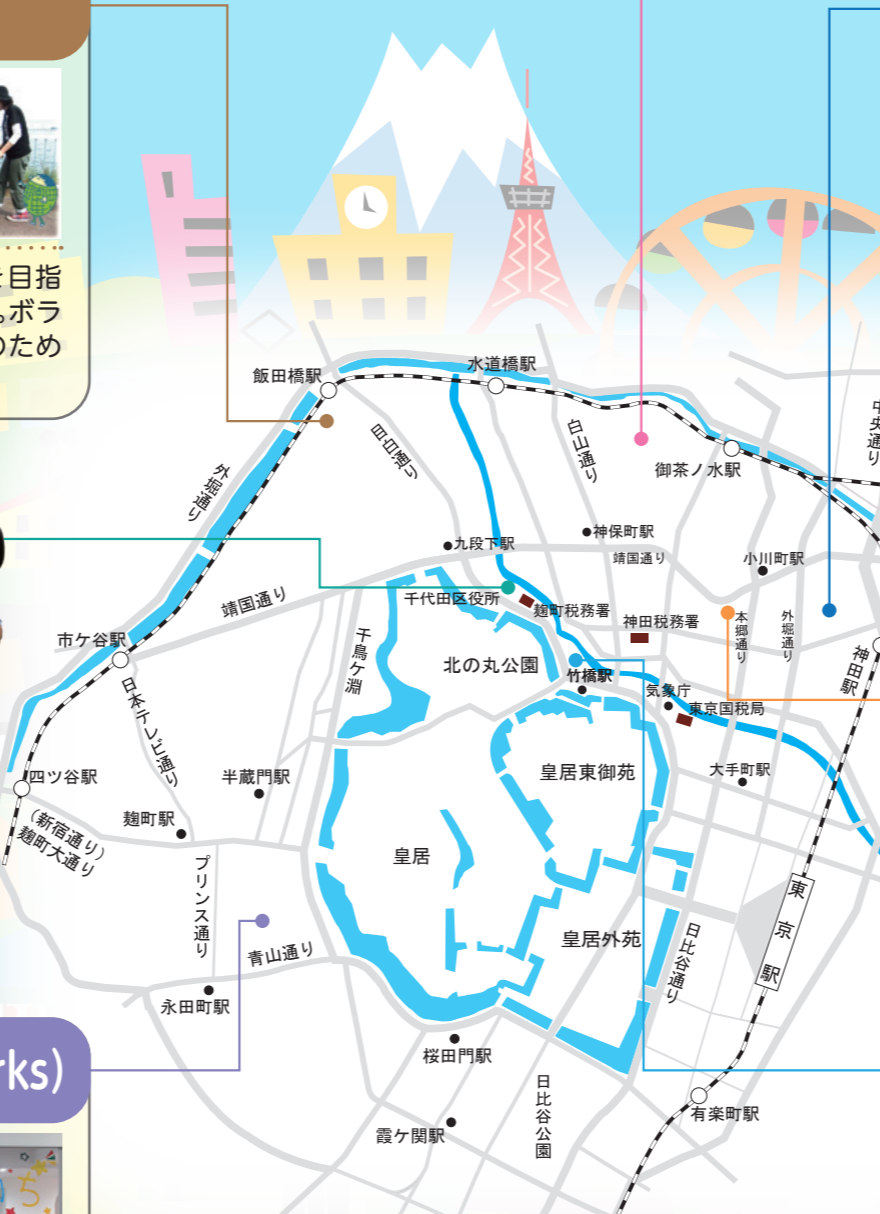 を目指
。ボラ
のため
飯田橋駅
水道橋駅
目白通り
白山通り
御茶ノ水駅
中央通り
外堀通り
九段下駅
神保町駅
靖国通り
小川町駅
千代田区役所
麹町税務署
神田税務署
本郷通り
外堀通り
靖国通り
市ケ谷駅
千鳥ケ淵
北の丸公園
竹橋駅
気象庁
神田駅
東京国税局
日本テレビ通り
四ツ谷駅
半蔵門駅
皇居東御苑
大手町駅
(新宿通り)
麹町大通り
麹町駅
皇居
プリンス通り
東京駅
青山通り
皇居外苑
日比谷通り
永田町駅
桜田門駅
rks)
日比谷公園
有楽町駅
霞ケ関駅
ち